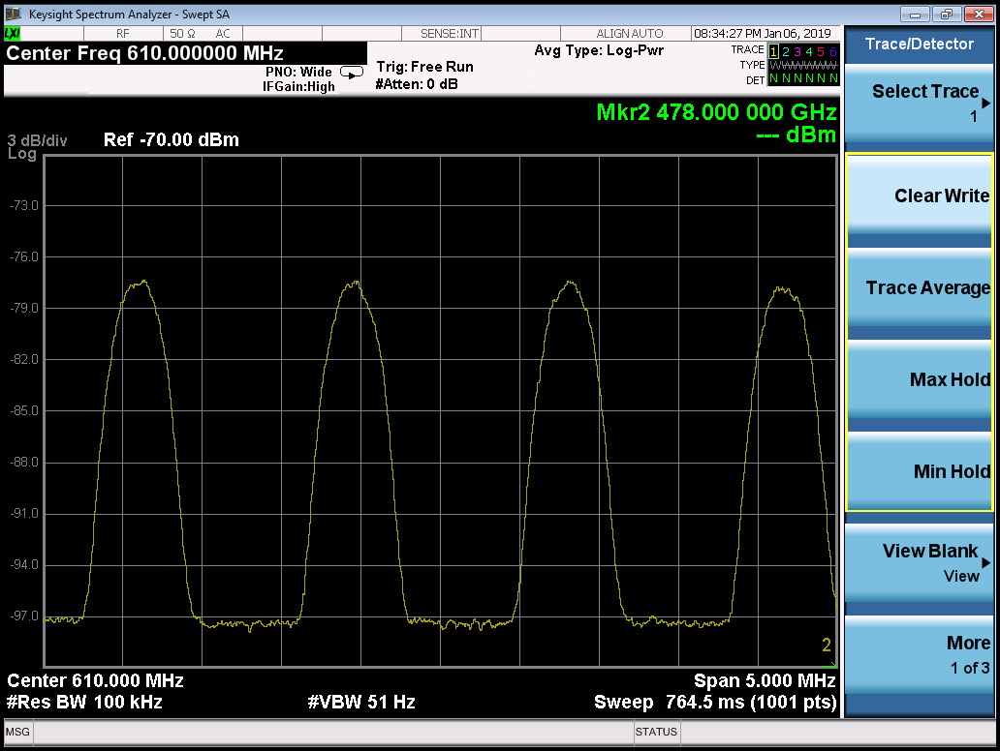 Keysight Spectrum Analyzer - Swept SA
LXI RF 50 Ω AC SENSE:INT ALIGN AUTO 08:34:27 PM Jan 06, 2019
Center Freq 610.000000 MHz
PNO: Wide
IFGain:High
Trig: Free Run
#Atten: 0 dB
Avg Type: Log-Pwr
TRACE 1 2 3 4 5 6
TYPE
DET N N N N N N
Mkr2 478.000 000 GHz
--- dBm
3 dB/div
Log
Ref -70.00 dBm
-73.0
-76.0
-79.0
-82.0
-85.0
-88.0
-91.0
-94.0
-97.0
2
Center 610.000 MHz
Span 5.000 MHz
#Res BW 100 kHz
#VBW 51 Hz
Sweep 764.5 ms (1001 pts)
MSG
STATUS
Trace/Detector
Select Trace
1
Clear Write
Trace Average
Max Hold
Min Hold
View Blank
View
More
1 of 3